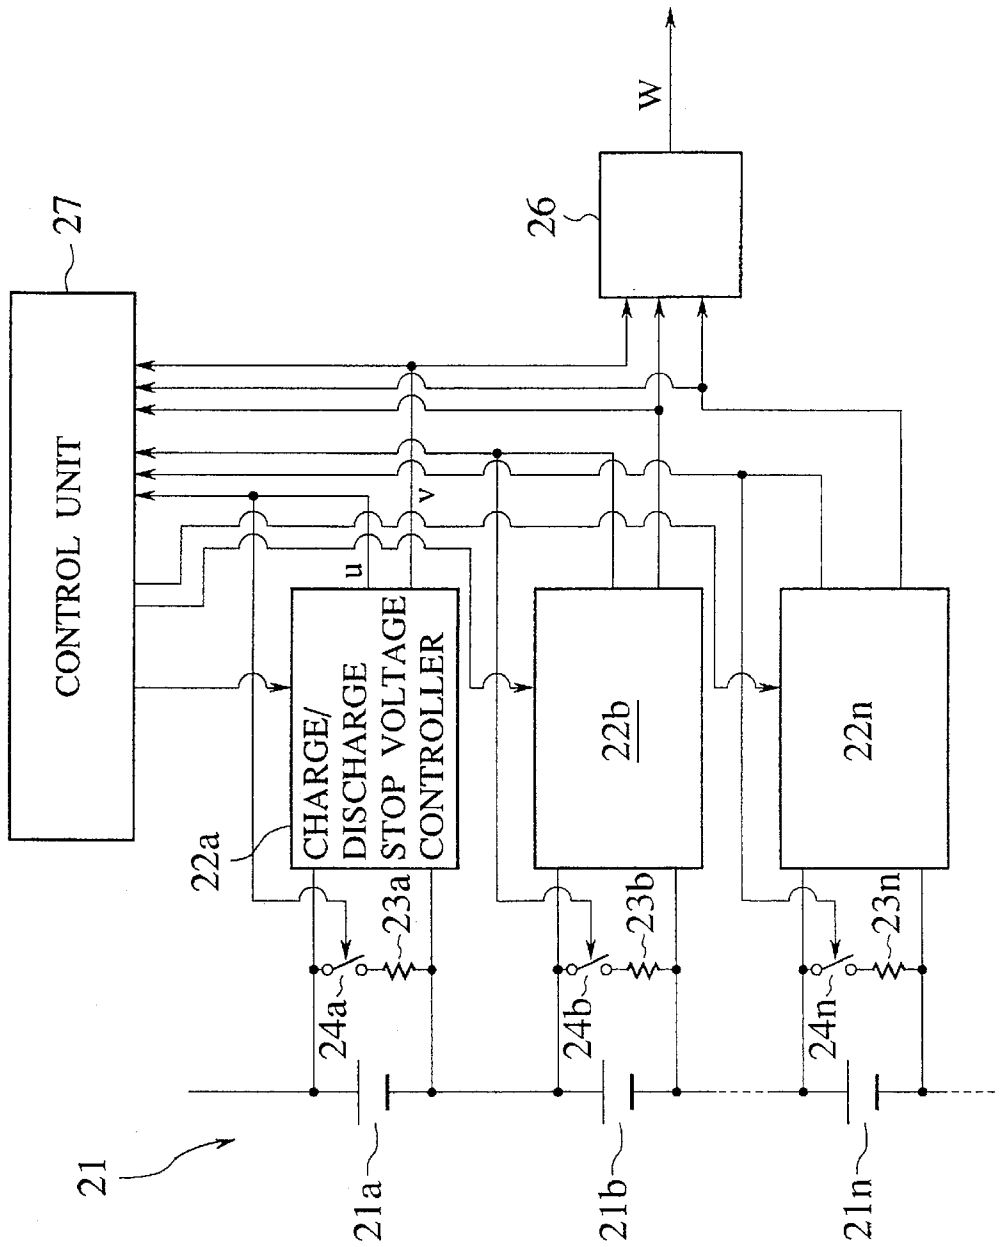 CONTROL UNIT
27
W
26
u
v
CHARGE/
DISCHARGE
STOP VOLTAGE
CONTROLLER
22a
22b
22n
23a
23b
23n
24a
24b
24n
21
21a
21b
21n